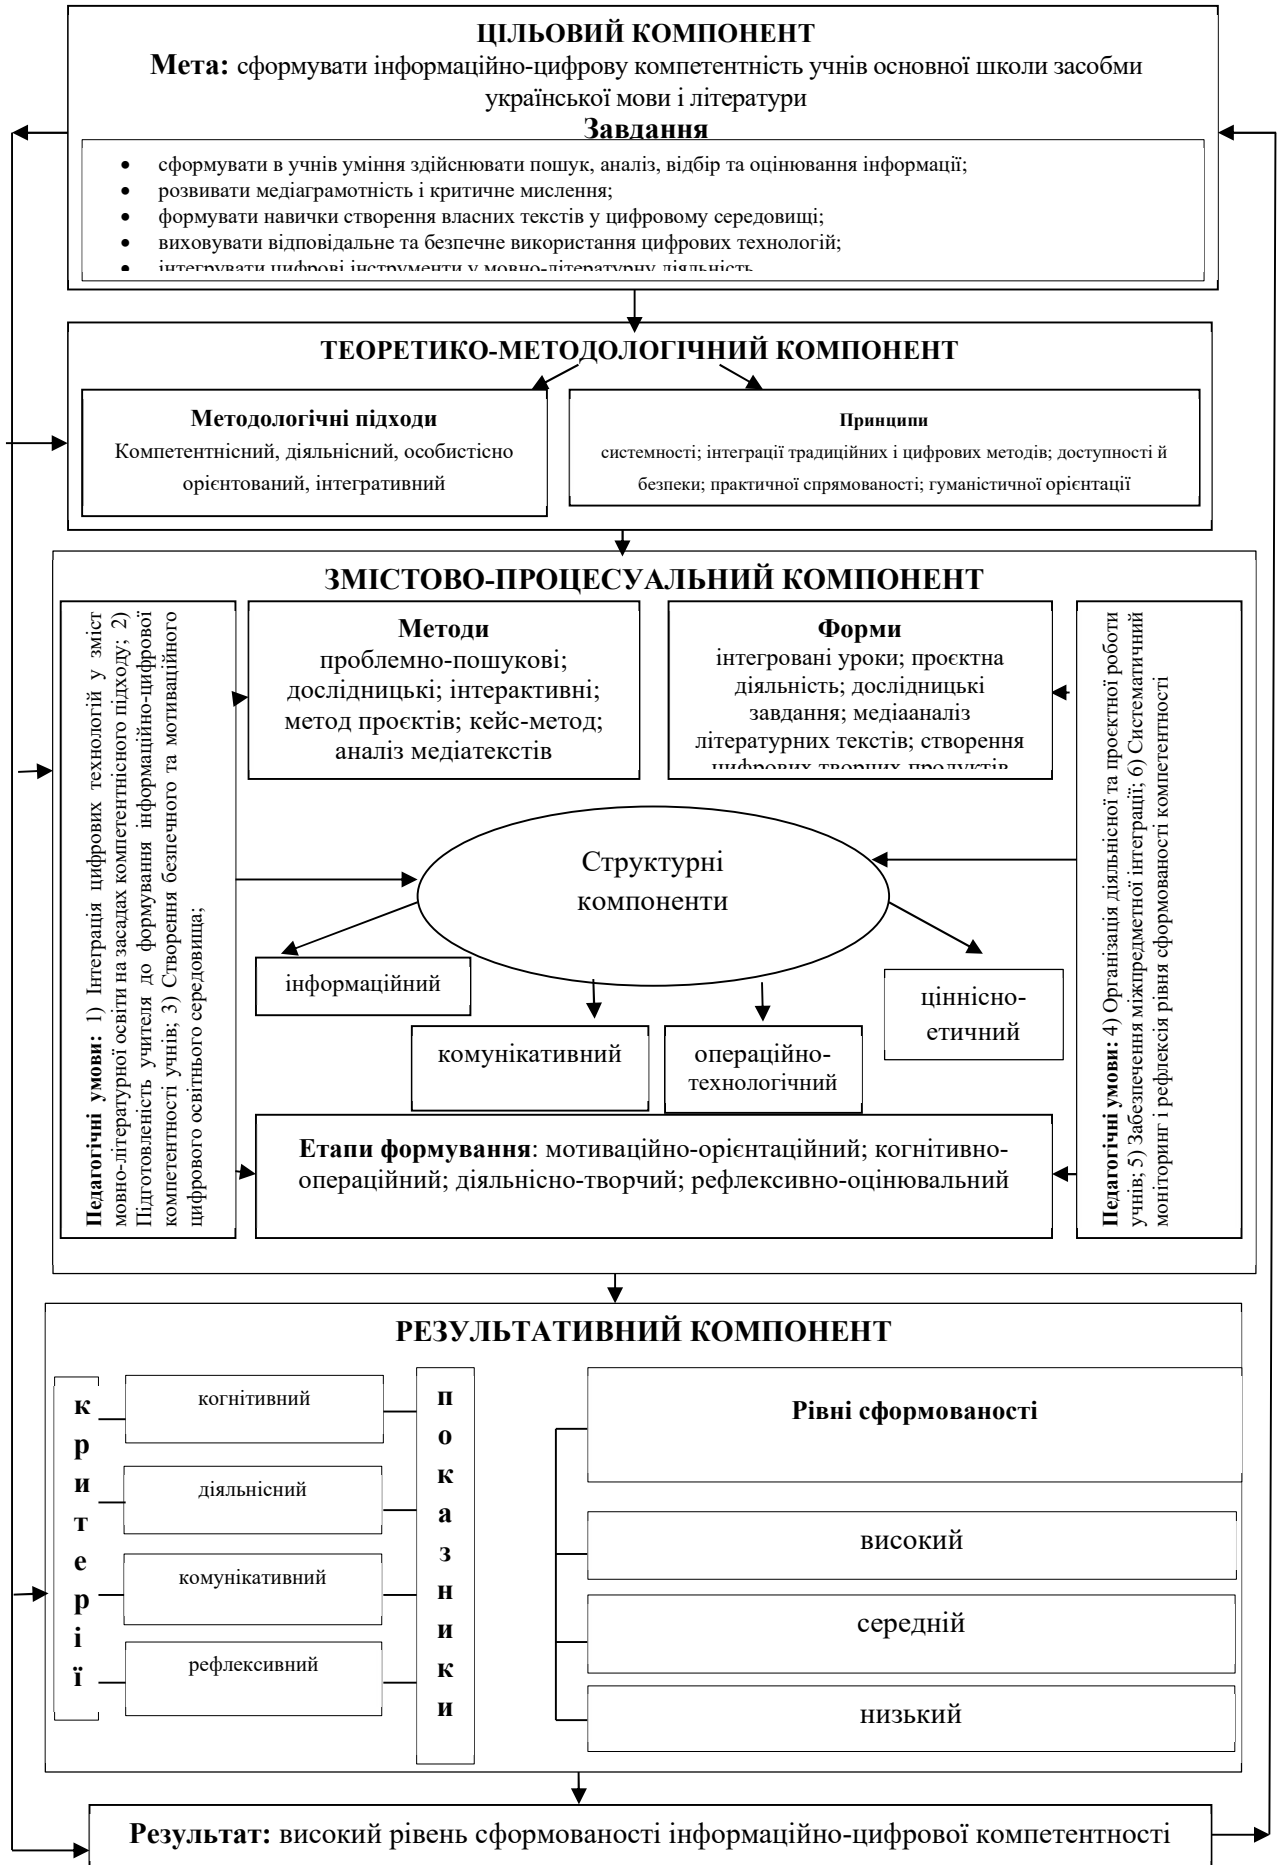 ЦІЛЬОВИЙ КОМПОНЕНТ
Мета: сформувати інформаційно-цифрову компетентність учнів основної школи засобми
української мови і літератури
Завдання
• сформувати в учнів уміння здійснювати пошук, аналіз, відбір та оцінювання інформації;
• розвивати медіаграмотність і критичне мислення;
• формувати навички створення власних текстів у цифровому середовищі;
• виховувати відповідальне та безпечне використання цифрових технологій;
• інтегрувати цифрові інструменти у мовно-літературну діяльність
ТЕОРЕТИКО-МЕТОДОЛОГІЧНИЙ КОМПОНЕНТ
Методологічні підходи
Компетентнісний, діяльнісний, особистісно
орієнтований, інтегративний
Принципи
системності; інтеграції традиційних і цифрових методів; доступності й
безпеки; практичної спрямованості; гуманістичної орієнтації
ЗМІСТОВО-ПРОЦЕСУАЛЬНИЙ КОМПОНЕНТ
Педагогічні умови: 1) Інтеграція цифрових технологій у зміст
мовно-літературної освіти на засадах компетентнісного підходу; 2)
Підготовленість учителя до формування інформаційно-цифрової
компетентності учнів; 3) Створення безпечного та мотиваційного
цифрового освітнього середовища;
Методи
проблемно-пошукові;
дослідницькі; інтерактивні;
метод проєктів; кейс-метод;
аналіз медіатекстів
Форми
інтегровані уроки; проєктна
діяльність; дослідницькі
завдання; медіааналіз
літературних текстів; створення
цифрових творчих продуктів
Педагогічні умови: 4) Організація діяльнісної та проєктної роботи
учнів; 5) Забезпечення міжпредметної інтеграції; 6) Систематичний
моніторинг і рефлексія рівня сформованості компетентності
Структурні
компоненти
інформаційний
комунікативний
операційно-
технологічний
ціннісно-
етичний
Етапи формування: мотиваційно-орієнтаційний; когнітивно-
операційний; діяльнісно-творчий; рефлексивно-оцінювальний
РЕЗУЛЬТАТИВНИЙ КОМПОНЕНТ
критерії
когнітивний
діяльнісний
комунікативний
рефлексивний
показники
Рівні сформованості
високий
середній
низький
Результат: високий рівень сформованості інформаційно-цифрової компетентності